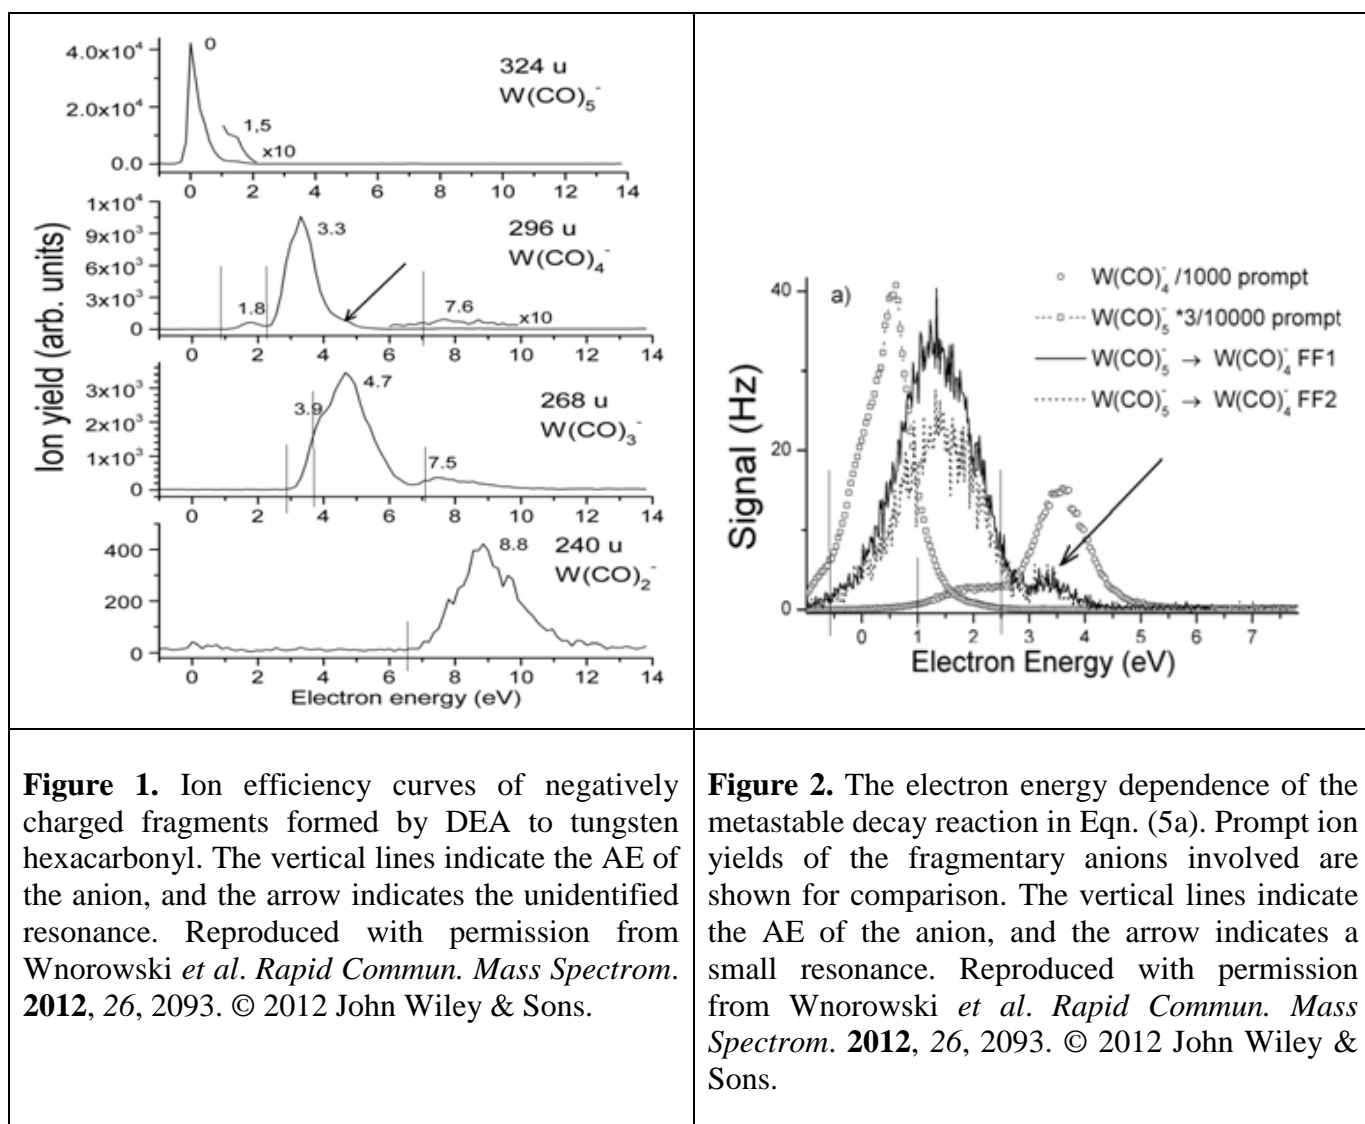 4.0x10⁴
2.0x10⁴
0.0
0
1,5
x10
324 u
W(CO)₅⁻
0 2 4 6 8 10 12 14
1x10⁴
9x10³
6x10³
3x10³
0
1.8
3.3
7.6
x10
296 u
W(CO)₄⁻
0 2 4 6 8 10 12 14
3x10³
2x10³
1x10³
0
3.9
4.7
7.5
268 u
W(CO)₃⁻
0 2 4 6 8 10 12 14
400
200
0
8.8
240 u
W(CO)₂⁻
0 2 4 6 8 10 12 14
Electron energy (eV)
Ion yield (arb. units)
a)
W(CO)₄⁻ /1000 prompt
W(CO)₅⁻ *3/10000 prompt
W(CO)₅⁻ → W(CO)₄⁻ FF1
W(CO)₅⁻ → W(CO)₄⁻ FF2
40
20
0
Signal (Hz)
0 1 2 3 4 5 6 7
Electron Energy (eV)
Figure 1. Ion efficiency curves of negatively
charged fragments formed by DEA to tungsten
hexacarbonyl. The vertical lines indicate the AE of
the anion, and the arrow indicates the unidentified
resonance. Reproduced with permission from
Wnorowski et al. Rapid Commun. Mass Spectrom.
2012, 26, 2093. © 2012 John Wiley & Sons.
Figure 2. The electron energy dependence of the
metastable decay reaction in Eqn. (5a). Prompt ion
yields of the fragmentary anions involved are
shown for comparison. The vertical lines indicate
the AE of the anion, and the arrow indicates a
small resonance. Reproduced with permission
from Wnorowski et al. Rapid Commun. Mass
Spectrom. 2012, 26, 2093. © 2012 John Wiley &
Sons.